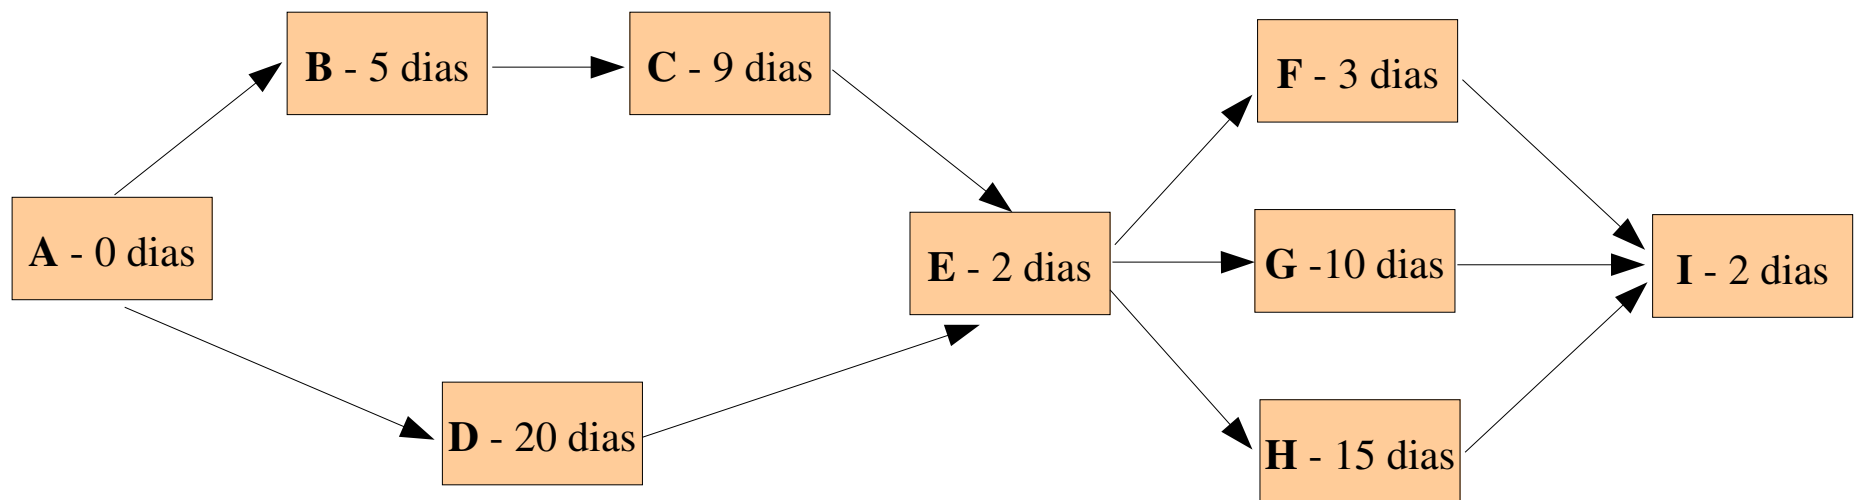 B - 5 dias
C - 9 dias
F - 3 dias
A - 0 dias
E - 2 dias
G -10 dias
I - 2 dias
D - 20 dias
H - 15 dias